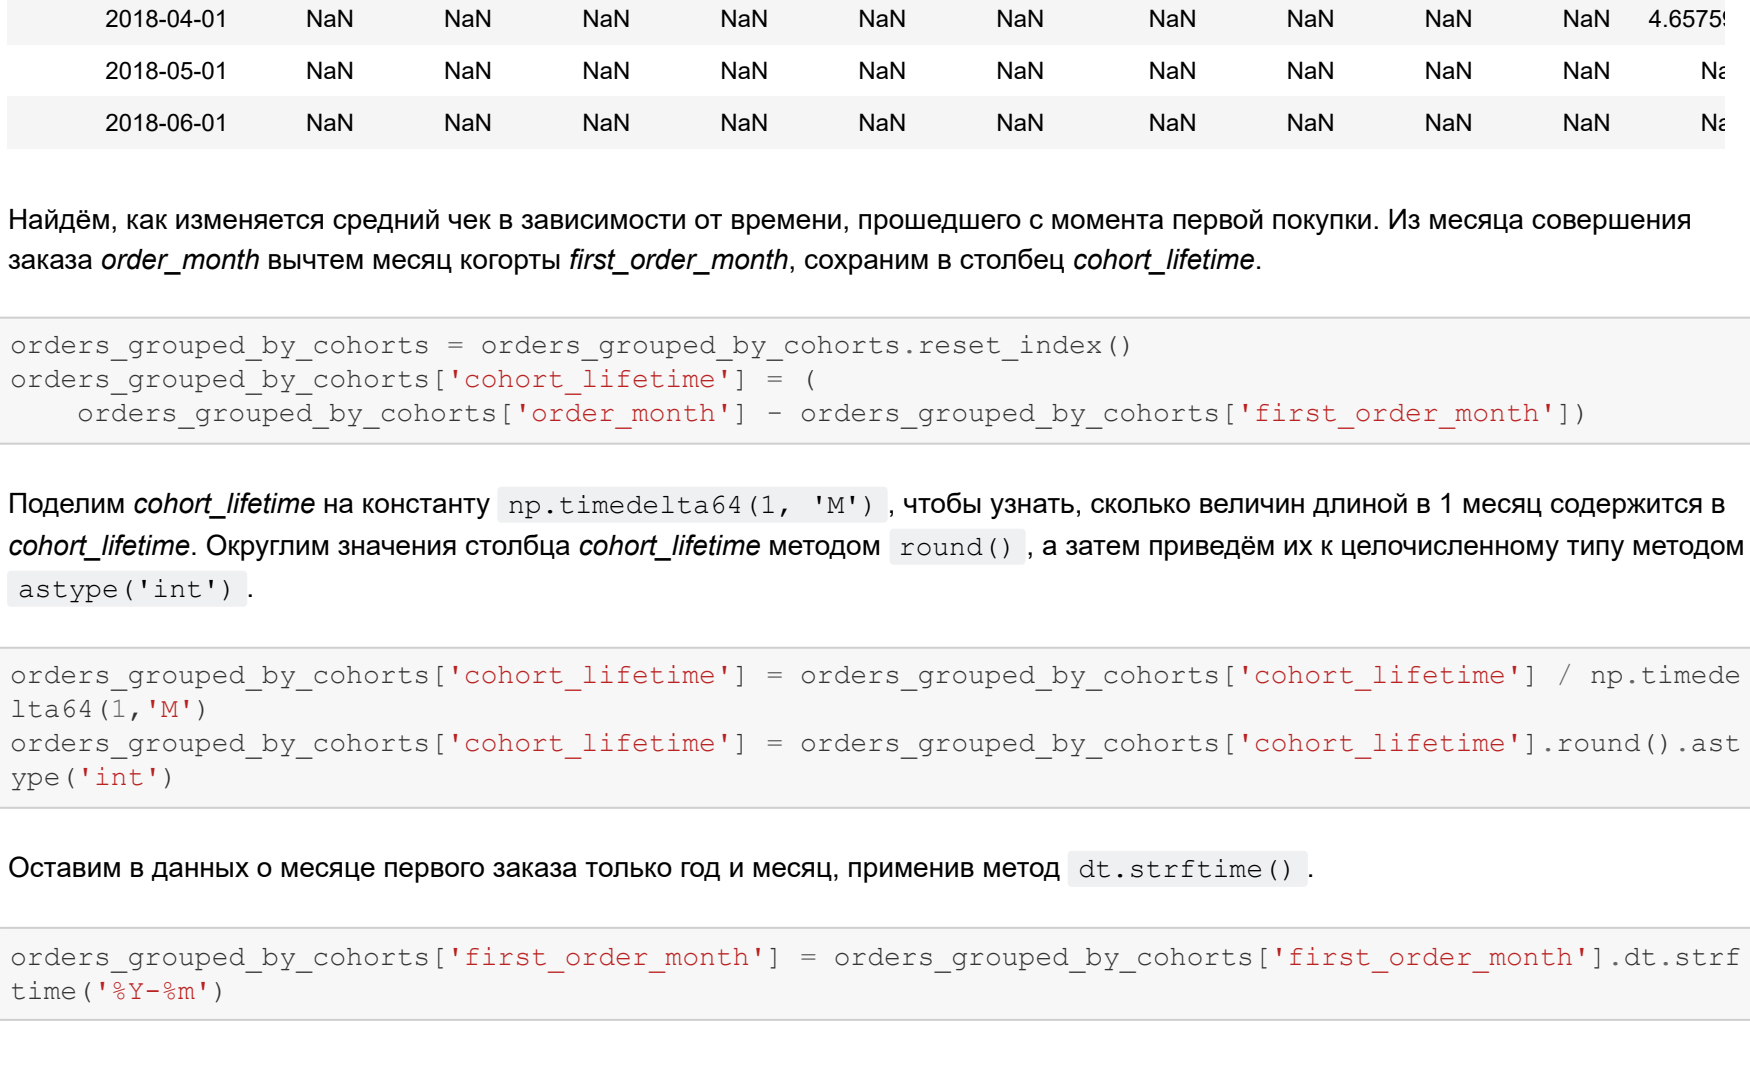 2018-04-01 NaN NaN NaN NaN NaN NaN NaN NaN NaN NaN 4.6575
2018-05-01 NaN NaN NaN NaN NaN NaN NaN NaN NaN NaN
2018-06-01 NaN NaN NaN NaN NaN NaN NaN NaN NaN NaN
Найдём, как изменяется средний чек в зависимости от времени, прошедшего с момента первой покупки. Из месяца совершения
заказа order_month вычтем месяц когорты first_order_month, сохраним в столбец cohort_lifetime.
orders_grouped_by_cohorts = orders_grouped_by_cohorts.reset_index()
orders_grouped_by_cohorts['cohort_lifetime'] = (
    orders_grouped_by_cohorts['order_month'] - orders_grouped_by_cohorts['first_order_month'])
Поделим cohort_lifetime на константу np.timedelta64(1, 'M') , чтобы узнать, сколько величин длиной в 1 месяц содержится в
cohort_lifetime. Округлим значения столбца cohort_lifetime методом round() , а затем приведём их к целочисленному типу методом
astype('int') .
orders_grouped_by_cohorts['cohort_lifetime'] = orders_grouped_by_cohorts['cohort_lifetime'] / np.timede
lta64(1,'M')
orders_grouped_by_cohorts['cohort_lifetime'] = orders_grouped_by_cohorts['cohort_lifetime'].round().ast
ype('int')
Оставим в данных о месяце первого заказа только год и месяц, применив метод dt.strftime() .
orders_grouped_by_cohorts['first_order_month'] = orders_grouped_by_cohorts['first_order_month'].dt.strf
time('%Y-%m')